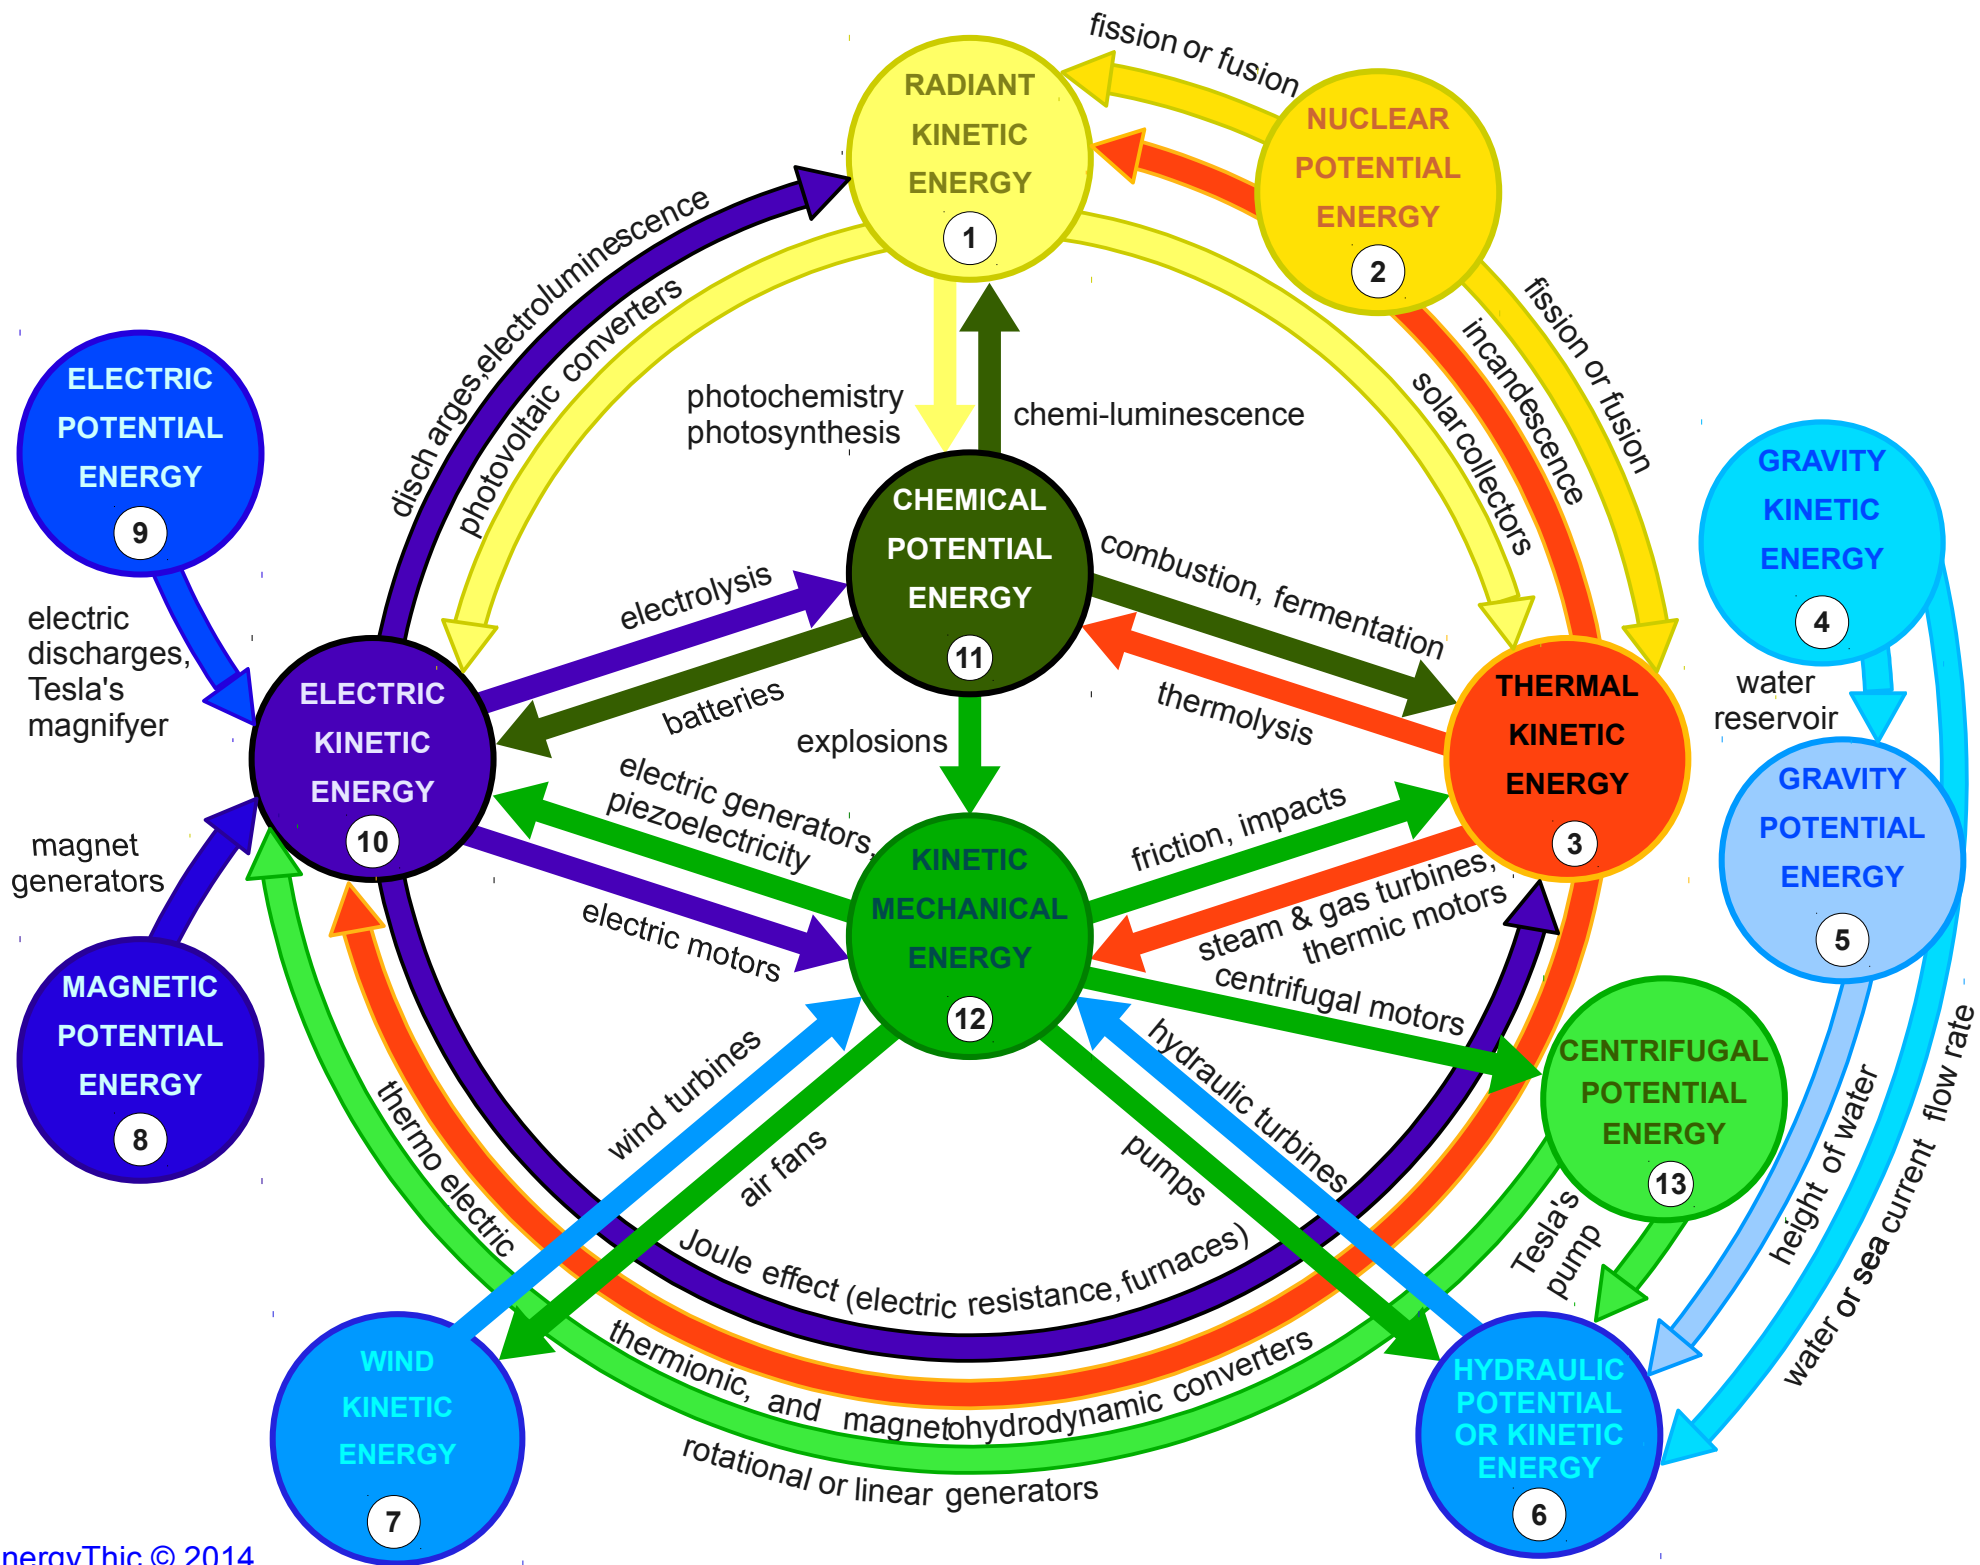 fission or fusion
RADIANT
KINETIC
ENERGY
1
NUCLEAR
POTENTIAL
ENERGY
2
disch arges,electroluminescence
photovoltaic converters
photochemistry
photosynthesis
chemi-luminescence
solar collectors
incandescence
fission or fusion
ELECTRIC
POTENTIAL
ENERGY
9
electric
discharges,
Tesla's
magnifyer
GRAVITY
KINETIC
ENERGY
4
water
reservoir
CHEMICAL
POTENTIAL
ENERGY
11
electrolysis
batteries
combustion, fermentation
thermolysis
explosions
ELECTRIC
KINETIC
ENERGY
10
THERMAL
KINETIC
ENERGY
3
GRAVITY
POTENTIAL
ENERGY
5
electric generators,
piezoelectricity
electric motors
friction, impacts
steam & gas turbines,
thermic motors
centrifugal motors
magnet
generators
KINETIC
MECHANICAL
ENERGY
12
MAGNETIC
POTENTIAL
ENERGY
8
CENTRIFUGAL
POTENTIAL
ENERGY
13
wind turbines
air fans
pumps
hydraulic turbines
Tesla's
pump
height of water
water or sea current flow rate
Joule effect (electric resistance, furnaces)
thermo electric
thermionic, and magnetohydrodynamic converters
rotational or linear generators
WIND
KINETIC
ENERGY
7
HYDRAULIC
POTENTIAL
OR KINETIC
ENERGY
6
nergyThic © 2014